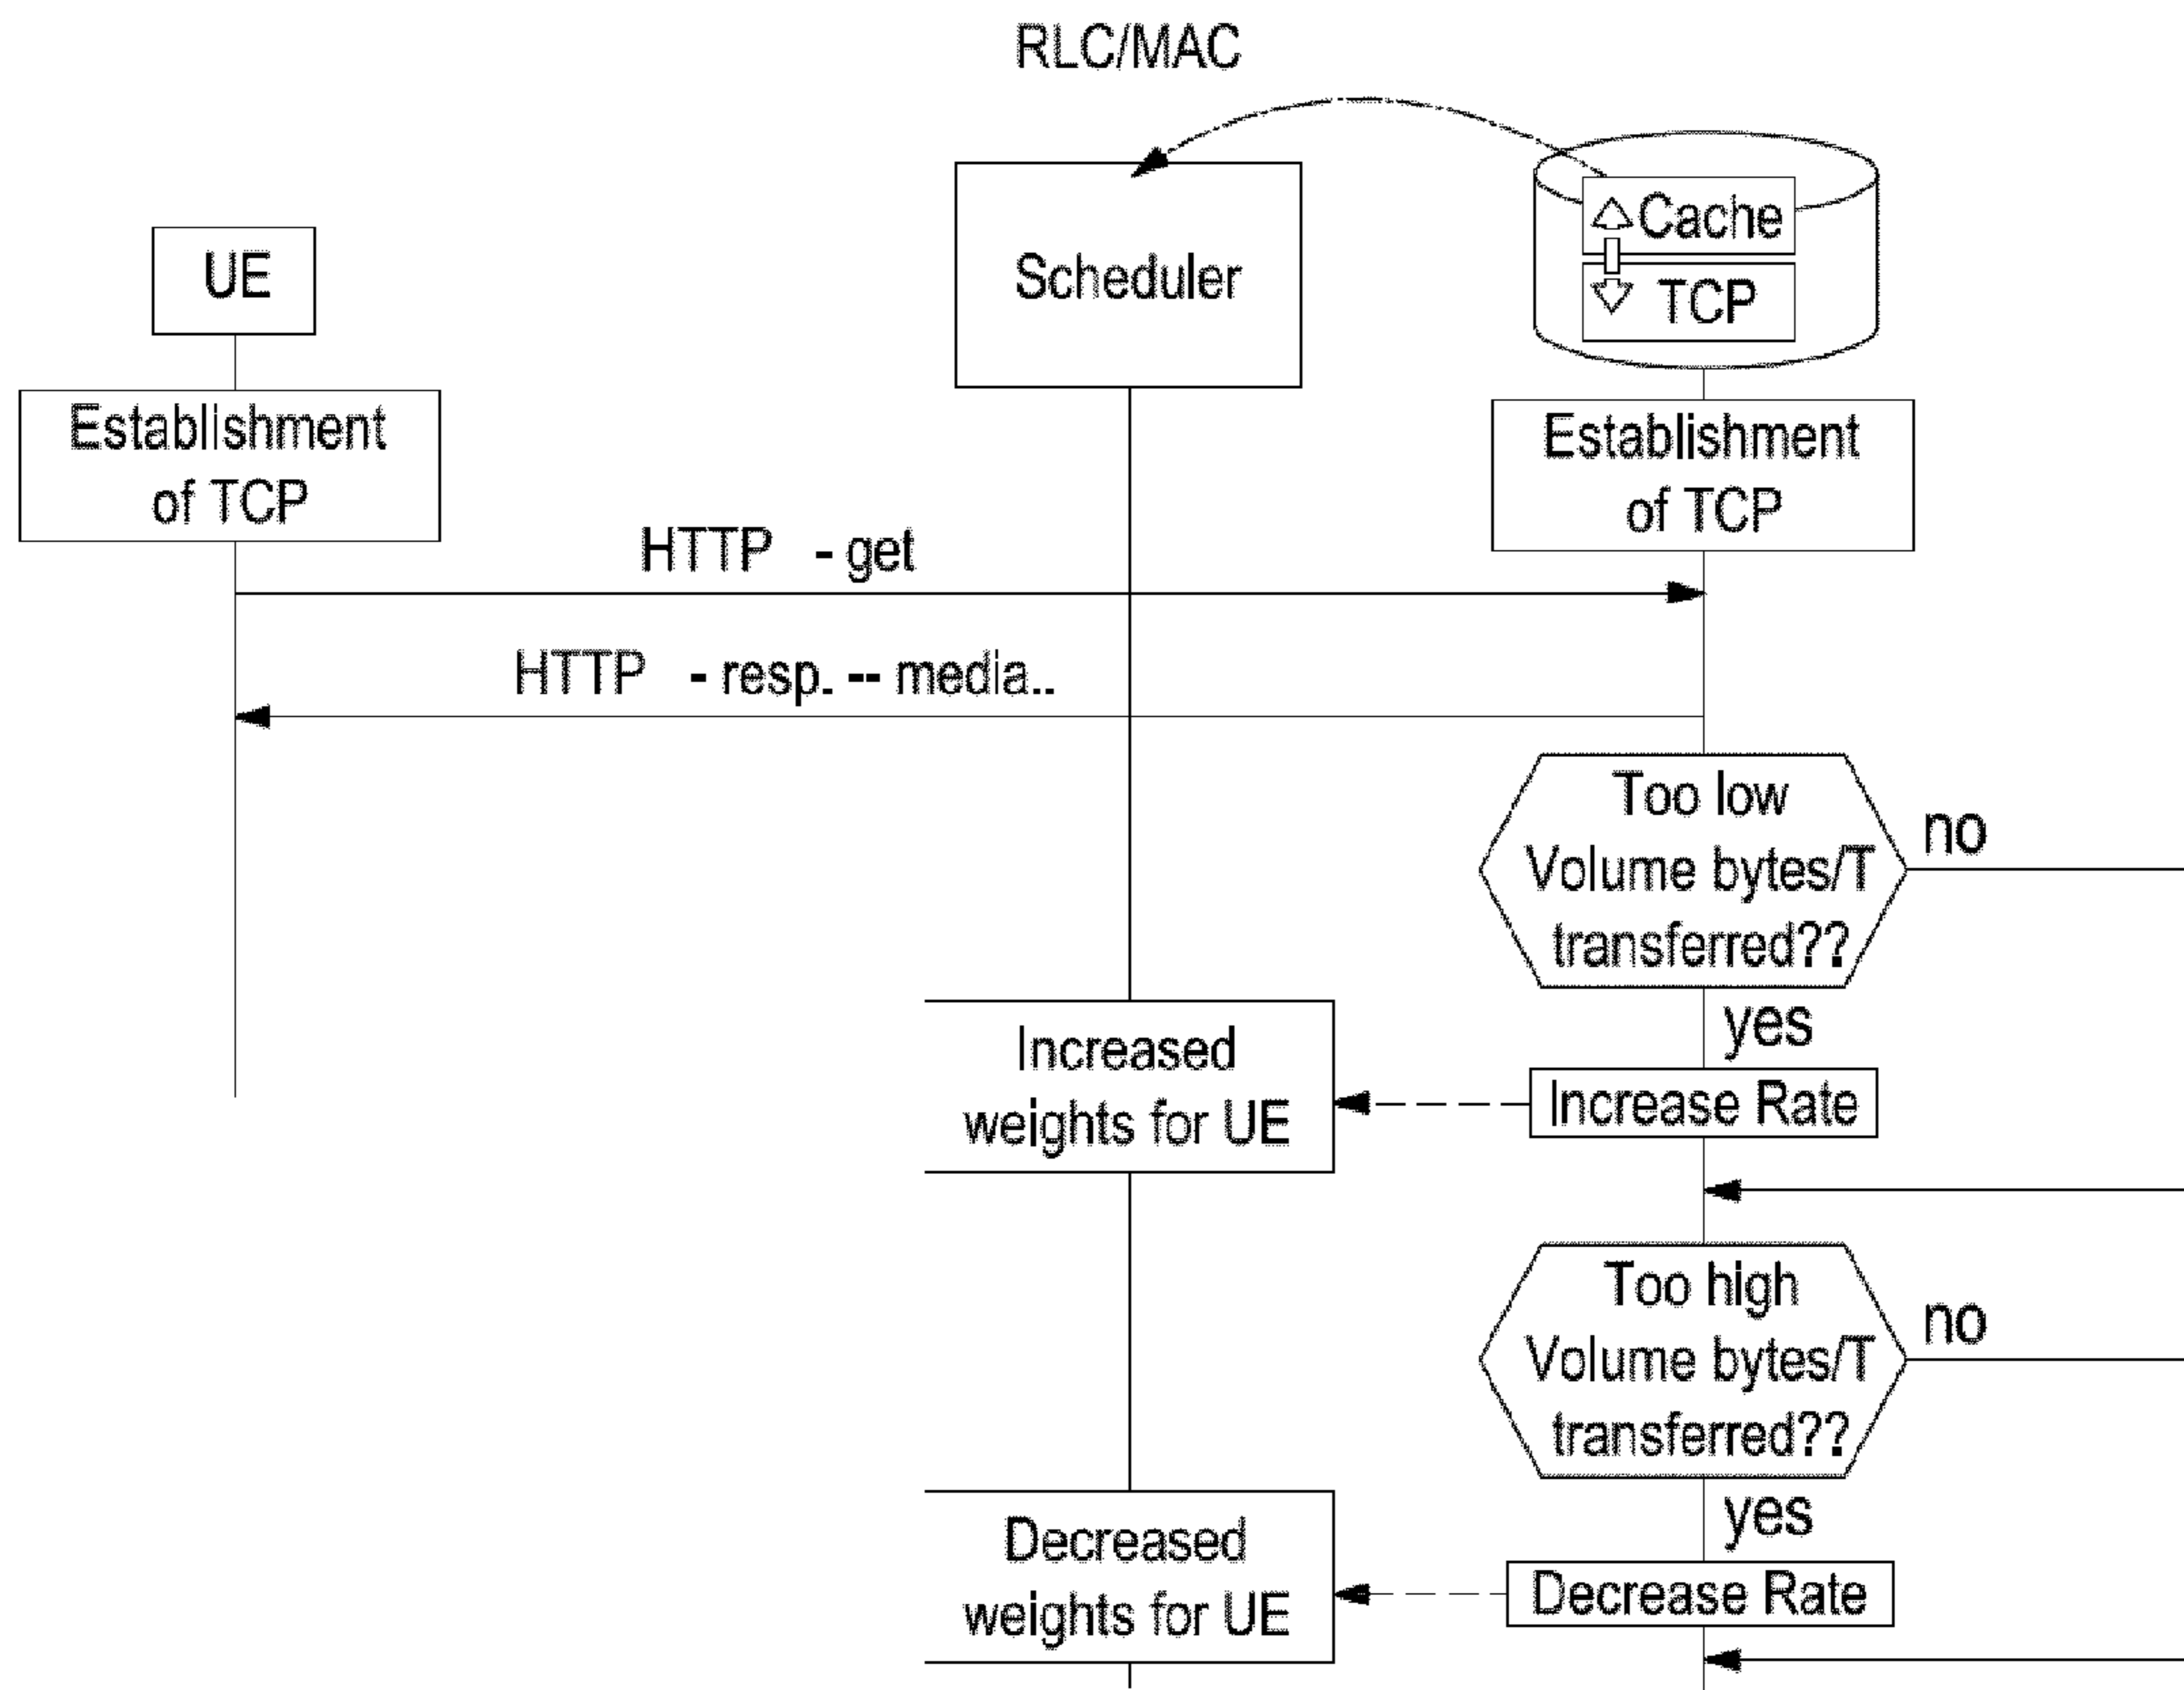 RLC/MAC
Cache
TCP
UE
Scheduler
Establishment
of TCP
Establishment
of TCP
HTTP - get
HTTP - resp. -- media..
Too low
Volume bytes/T
transferred??
no
yes
Increased
weights for UE
Increase Rate
Too high
Volume bytes/T
transferred??
no
yes
Decreased
weights for UE
Decrease Rate